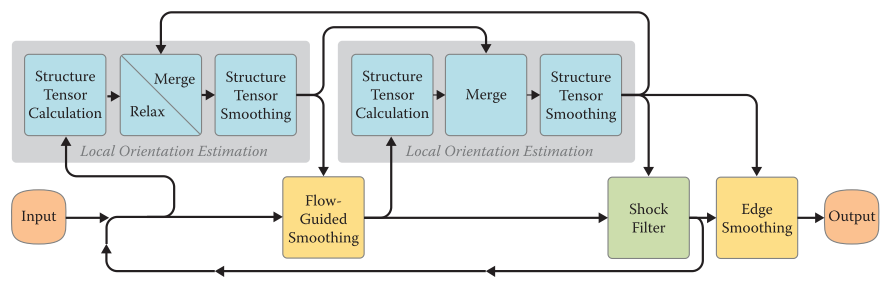 Structure
Tensor
Calculation
Merge
Relax
Structure
Tensor
Smoothing
Local Orientation Estimation
Structure
Tensor
Calculation
Merge
Structure
Tensor
Smoothing
Local Orientation Estimation
Input
Flow-
Guided
Smoothing
Shock
Filter
Edge
Smoothing
Output